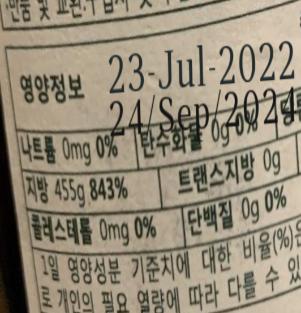 영양정보 23-Jul-2022
24/Sep/2024
나트륨 0mg 0% 탄수화물 0g 0%
지방 455g 843% 트랜스지방 0g
콜레스테롤 0mg 0% 단백질 0g 0%
1일 영양성분 기준치에 대한 비율(%)은
개인의 필요 열량에 따라 다를 수 있